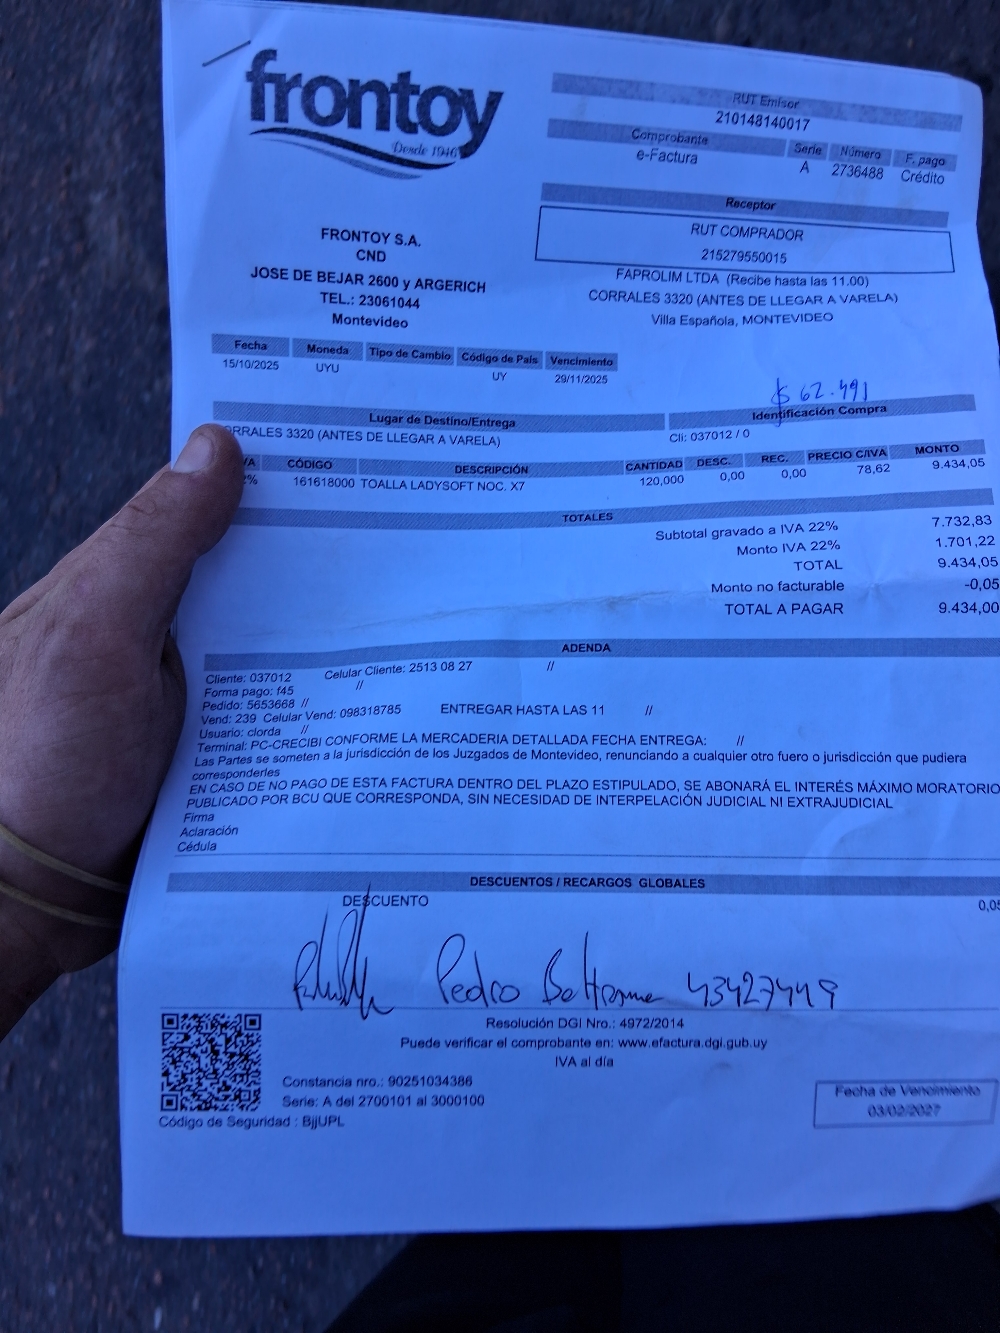 frontoy
Desde 1946
RUT Emisor
210148140017
Comprobante Serie Número F. pago
e-Factura A 2736488 Crédito
Receptor
RUT COMPRADOR
215279550015
FAPROLIM LTDA (Recibe hasta las 11.00)
CORRALES 3320 (ANTES DE LLEGAR A VARELA)
Villa Española, MONTEVIDEO
FRONTOY S.A.
CND
JOSE DE BEJAR 2600 y ARGERICH
TEL.: 23061044
Montevideo
Fecha Moneda Tipo de Cambio Código de País Vencimiento
15/10/2025 UYU UY 29/11/2025
$ 62.491
Lugar de Destino/Entrega Identificación Compra
ORRALES 3320 (ANTES DE LLEGAR A VARELA) Cli: 037012 / 0
VA CÓDIGO DESCRIPCIÓN CANTIDAD DESC. REC. PRECIO C/IVA MONTO
% 161618000 TOALLA LADYSOFT NOC. X7 120,000 0,00 0,00 78,62 9.434,05
TOTALES
Subtotal gravado a IVA 22% 7.732,83
Monto IVA 22% 1.701,22
TOTAL 9.434,05
Monto no facturable -0,05
TOTAL A PAGAR 9.434,00
ADENDA
Cliente: 037012 Celular Cliente: 2513 08 27 //
Forma pago: f45 //
Pedido: 5653668 //
Vend: 239 Celular Vend: 098318785 ENTREGAR HASTA LAS 11 //
Usuario: clorda //
Terminal: PC-CRECIBI CONFORME LA MERCADERIA DETALLADA FECHA ENTREGA: //
Las Partes se someten a la jurisdicción de los Juzgados de Montevideo, renunciando a cualquier otro fuero o jurisdicción que pudiera
corresponderles
EN CASO DE NO PAGO DE ESTA FACTURA DENTRO DEL PLAZO ESTIPULADO, SE ABONARÁ EL INTERÉS MÁXIMO MORATORIO
PUBLICADO POR BCU QUE CORRESPONDA, SIN NECESIDAD DE INTERPELACIÓN JUDICIAL NI EXTRAJUDICIAL
Firma
Aclaración
Cédula
DESCUENTOS / RECARGOS GLOBALES
DESCUENTO 0,05
Pedro Beltrame 43427449
Resolución DGI Nro.: 4972/2014
Puede verificar el comprobante en: www.efactura.dgi.gub.uy
IVA al día
Constancia nro.: 90251034386
Serie: A del 2700101 al 3000100
Código de Seguridad : BjjUPL
Fecha de Vencimiento
03/02/2027